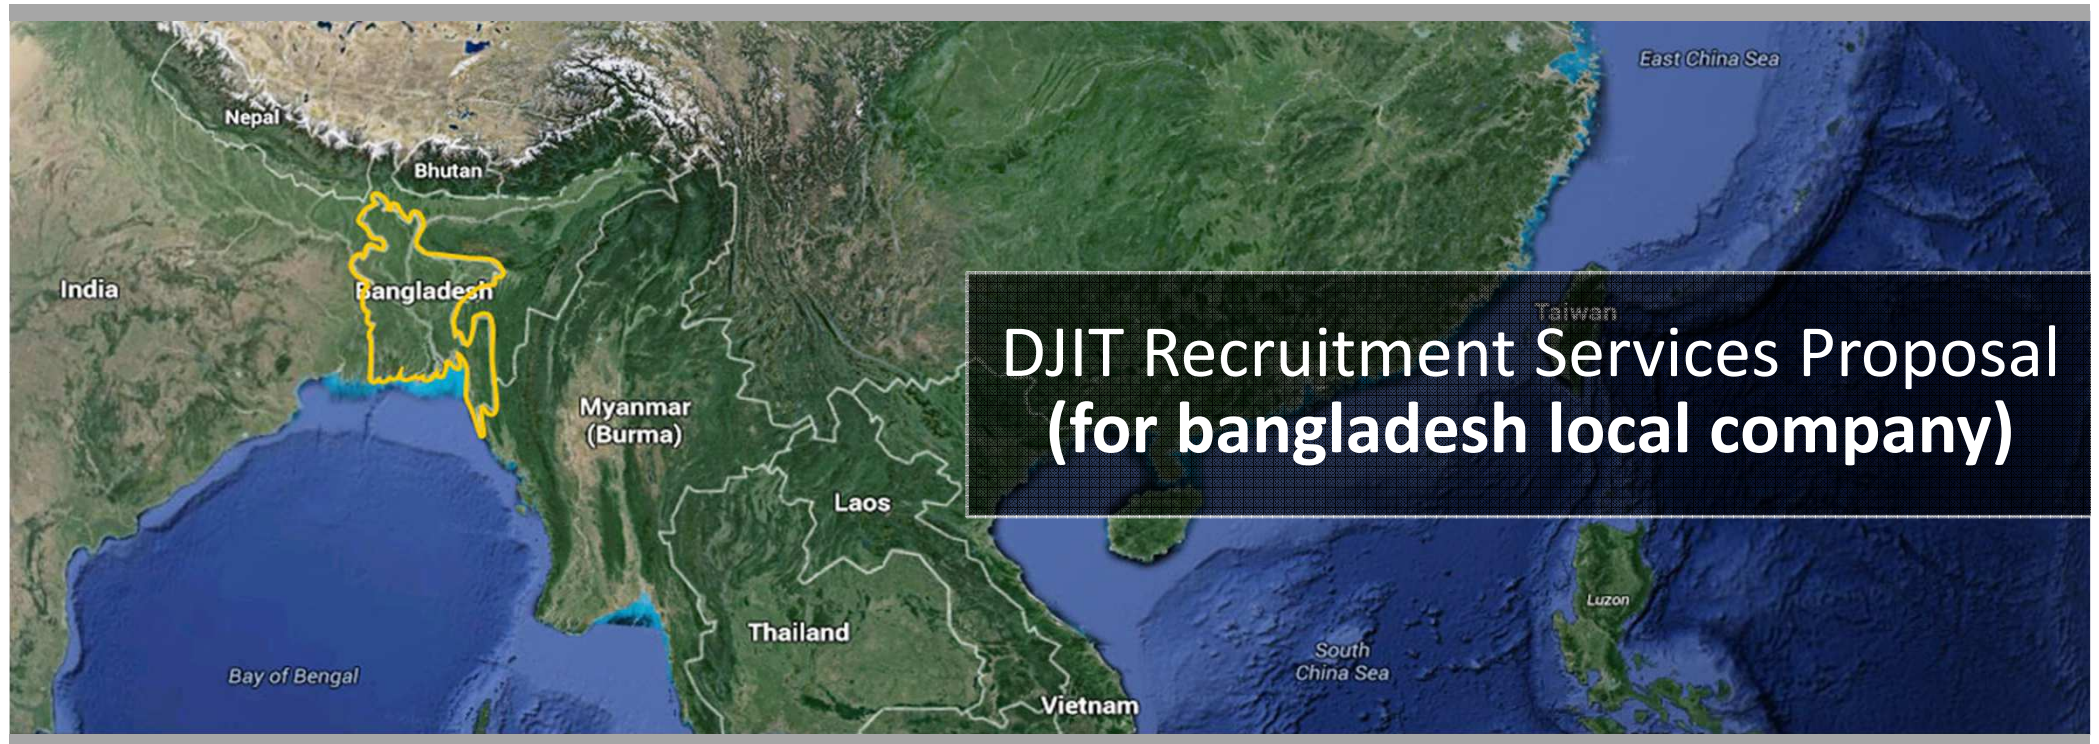 East China Sea
Nepal
Bhutan
India
Bangladesh
Taiwan
DJIT Recruitment Services Proposal
(for bangladesh local company)
Myanmar
(Burma)
Laos
Luzon
Thailand
South
China Sea
Bay of Bengal
Vietnam